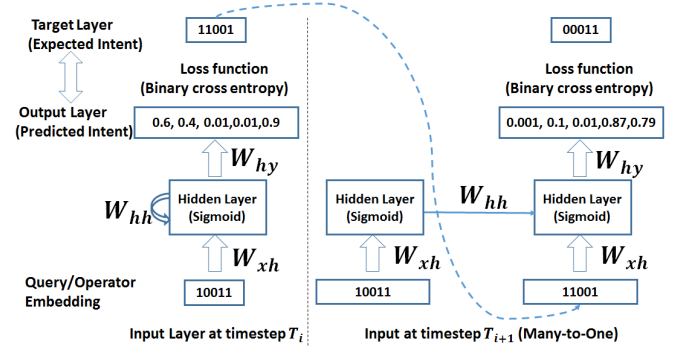 Target Layer
(Expected Intent)
11001
00011
Loss function
(Binary cross entropy)
Loss function
(Binary cross entropy)
Output Layer
(Predicted Intent)
0.6, 0.4, 0.01,0.01,0.9
0.001, 0.1, 0.01,0.87,0.79
W_hy
W_hy
Hidden Layer
(Sigmoid)
W_hh
Hidden Layer
(Sigmoid)
W_hh
Hidden Layer
(Sigmoid)
W_xh
W_xh
W_xh
Query/Operator
Embedding
10011
10011
11001
Input Layer at timestep T_i
Input at timestep T_{i+1} (Many-to-One)